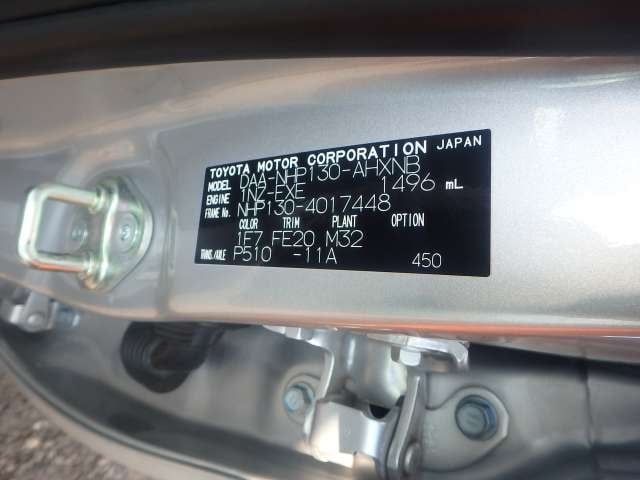 TOYOTA MOTOR CORPORATION JAPAN
MODEL DAA-NHP130-AHXNB
ENGINE 1NZ-FXE 1496 mL
FRAME No. NHP130-4017448
COLOR TRIM PLANT OPTION
1F7 FE20 M32
TRANS./AXLE P510 -11A 450